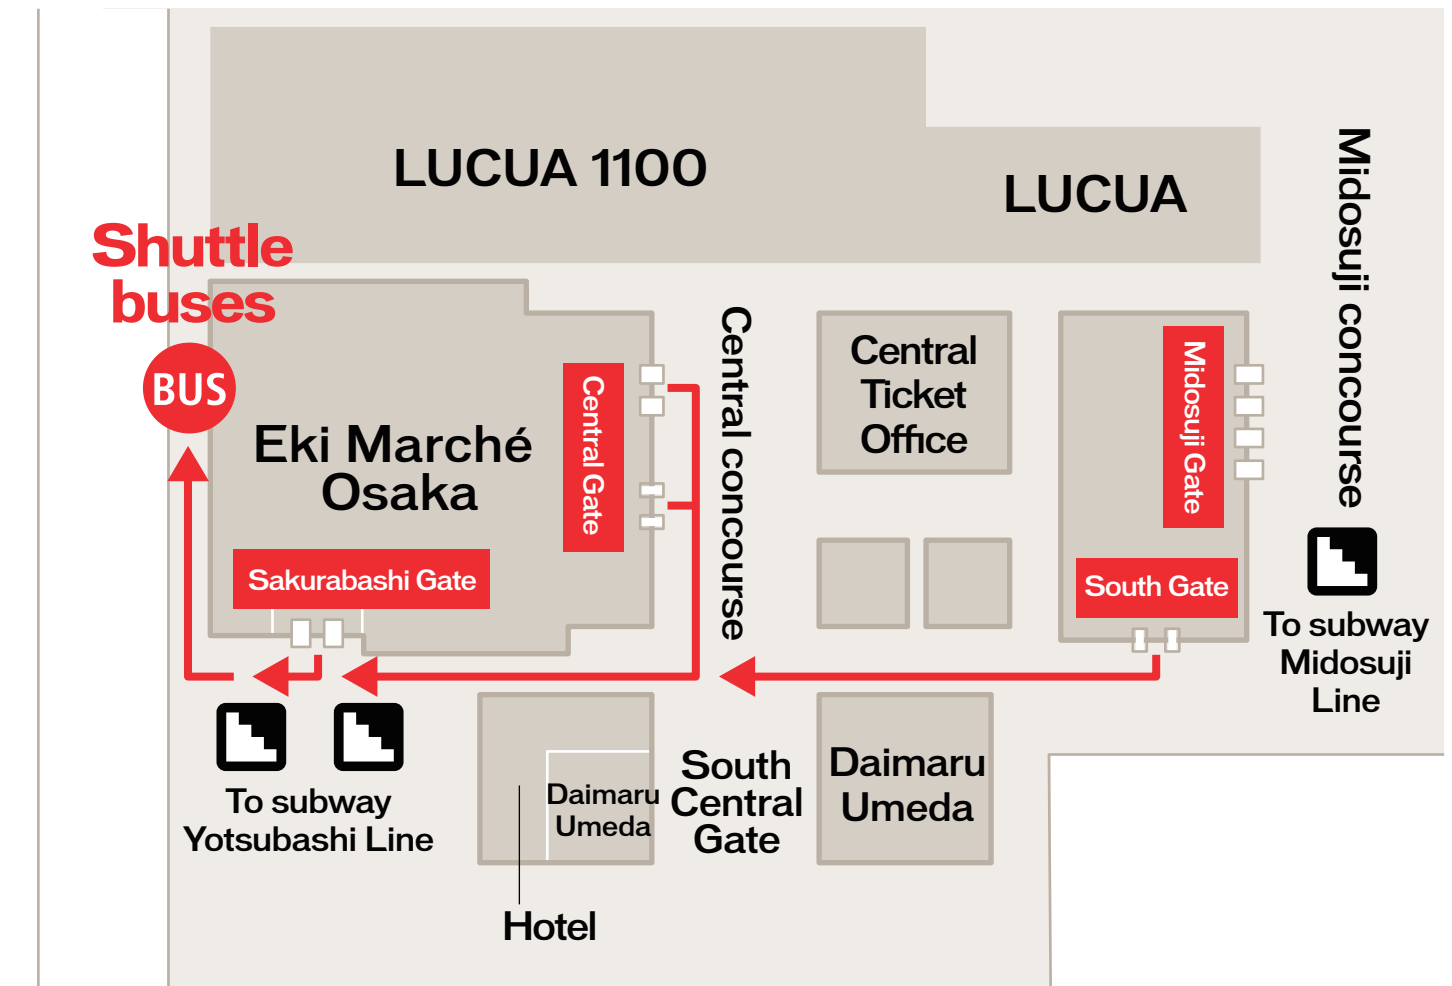 LUCUA 1100
LUCUA
Midosuji concourse
Shuttle
buses
BUS
Eki Marché
Osaka
Central Gate
Sakurabashi Gate
Central concourse
Central
Ticket
Office
Midosuji Gate
South Gate
To subway
Midosuji
Line
To subway
Yotsubashi Line
Daimaru
Umeda
Hotel
South
Central
Gate
Daimaru
Umeda